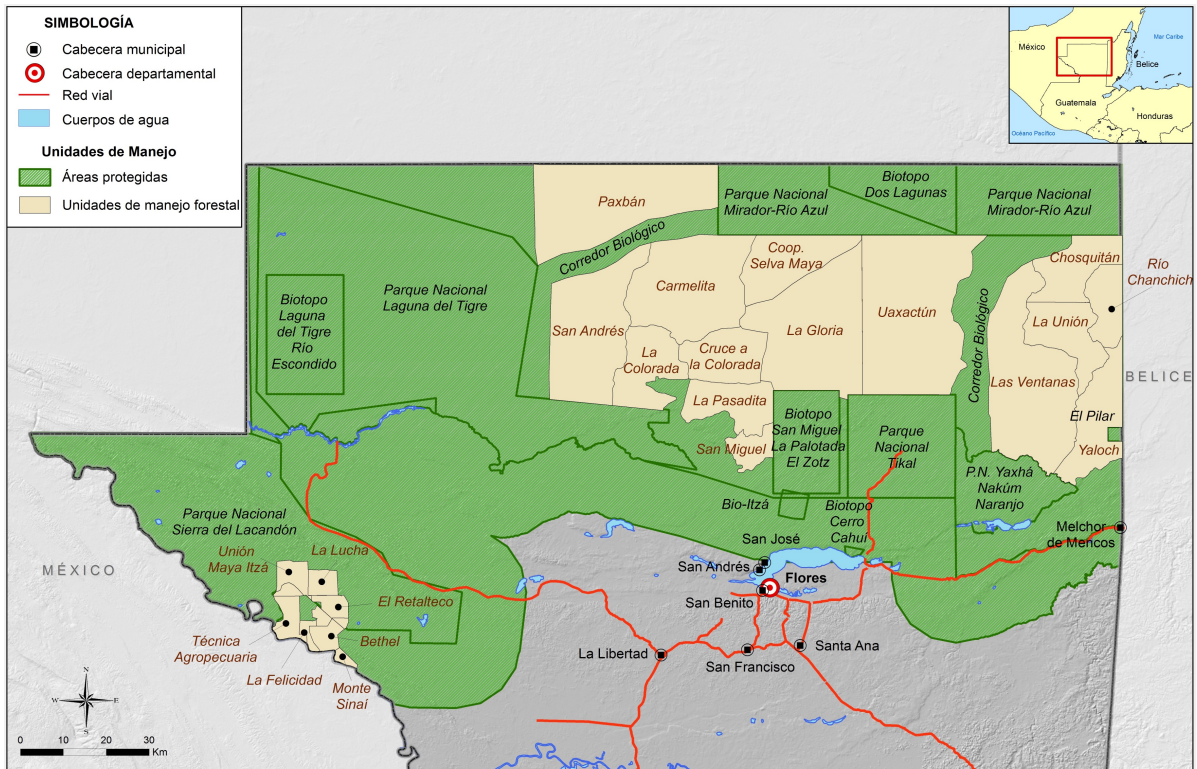 SIMBOLOGÍA
Cabecera municipal
Cabecera departamental
Red vial
Cuerpos de agua
Unidades de Manejo
Áreas protegidas
Unidades de manejo forestal
México
Mar Caribe
Belice
Guatemala
Honduras
Océano Pacífico
Paxbán
Parque Nacional
Mirador-Río Azul
Biotopo
Dos Lagunas
Parque Nacional
Mirador-Río Azul
Corredor Biológico
Coop.
Selva Maya
Chosquitán
Río
Chanchich
Biotopo
Laguna
del Tigre
Río
Escondido
Parque Nacional
Laguna del Tigre
Carmelita
San Andrés
La Gloria
Uaxactún
Corredor Biológico
La Unión
La
Colorada
Cruce a
la Colorada
Las Ventanas
BELICE
La Pasadita
Biotopo
San Miguel
La Palotada
El Zotz
Parque
Nacional
Tikal
El Pilar
San Miguel
Yaloch
P.N. Yaxhá
Nakúm
Naranjo
Bio-Itzá
Biotopo
Cerro
Cahuí
Parque Nacional
Sierra del Lacandón
Melchor
de Mencos
San José
San Andrés
Flores
San Benito
MÉXICO
Unión
Maya Itzá
La Lucha
El Retalteco
Técnica
Agropecuaria
Bethel
La Felicidad
Monte
Sinaí
La Libertad
San Francisco
Santa Ana
N
W
E
S
0
10
20
30
Km